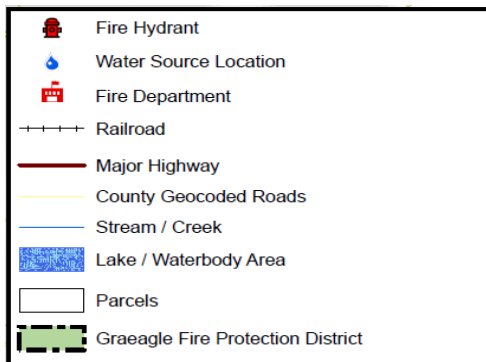 Fire Hydrant
Water Source Location
Fire Department
Railroad
Major Highway
County Geocoded Roads
Stream / Creek
Lake / Waterbody Area
Parcels
Graeagle Fire Protection District